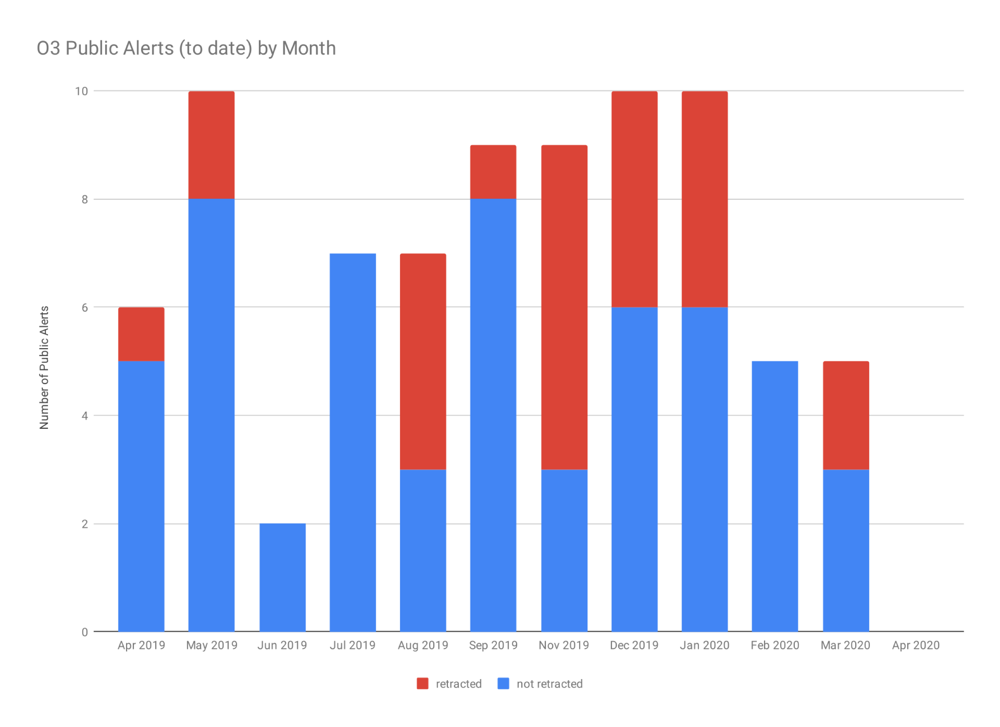 O3 Public Alerts (to date) by Month
Number of Public Alerts
10
8
6
4
2
0
Apr 2019 May 2019 Jun 2019 Jul 2019 Aug 2019 Sep 2019 Nov 2019 Dec 2019 Jan 2020 Feb 2020 Mar 2020 Apr 2020
retracted not retracted